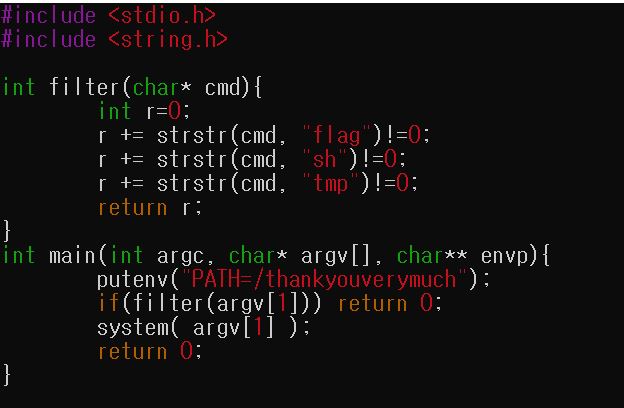 #include <stdio.h>
#include <string.h>

int filter(char* cmd){
        int r=0;
        r += strstr(cmd, "flag")!=0;
        r += strstr(cmd, "sh")!=0;
        r += strstr(cmd, "tmp")!=0;
        return r;
}
int main(int argc, char* argv[], char** envp){
        putenv("PATH=/thankyouverymuch");
        if(filter(argv[1])) return 0;
        system( argv[1] );
        return 0;
}